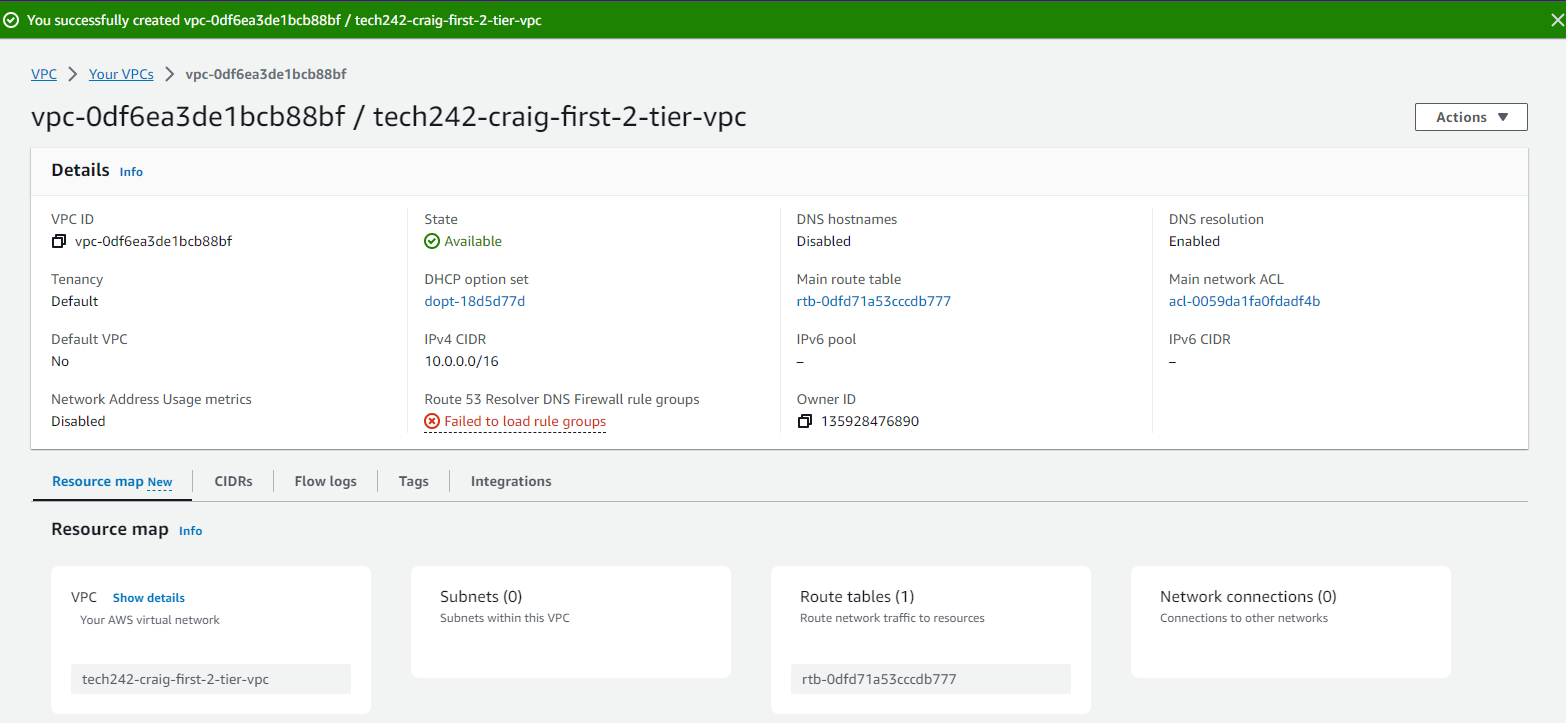 You successfully created vpc-0df6ea3de1bcb88bf / tech242-craig-first-2-tier-vpc
VPC > Your VPCs > vpc-0df6ea3de1bcb88bf
vpc-0df6ea3de1bcb88bf / tech242-craig-first-2-tier-vpc
Actions
Details Info
VPC ID
vpc-0df6ea3de1bcb88bf
State
Available
DNS hostnames
Disabled
DNS resolution
Enabled
Tenancy
Default
DHCP option set
dopt-18d5d77d
Main route table
rtb-0dfd71a53cccdb777
Main network ACL
acl-0059da1fa0fdadf4b
Default VPC
No
IPv4 CIDR
10.0.0.0/16
IPv6 pool
–
IPv6 CIDR
–
Network Address Usage metrics
Disabled
Route 53 Resolver DNS Firewall rule groups
Failed to load rule groups
Owner ID
135928476890
Resource map New
CIDRs
Flow logs
Tags
Integrations
Resource map Info
VPC Show details
Your AWS virtual network
tech242-craig-first-2-tier-vpc
Subnets (0)
Subnets within this VPC
Route tables (1)
Route network traffic to resources
rtb-0dfd71a53cccdb777
Network connections (0)
Connections to other networks